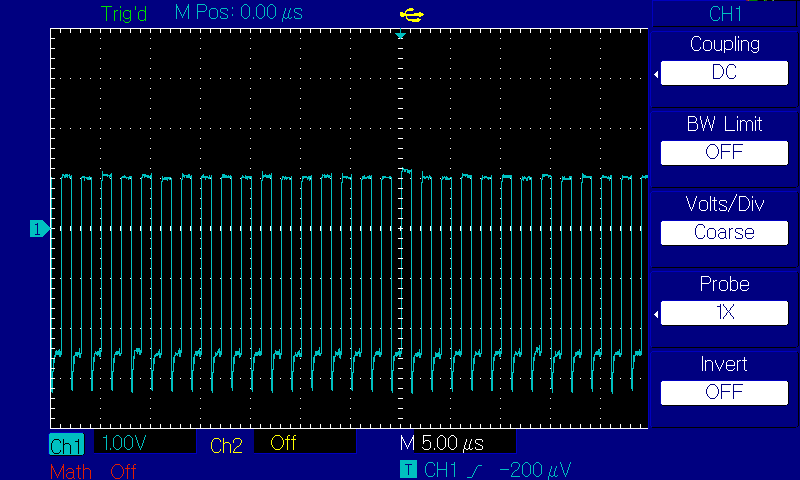 Trig'd M Pos: 0.00 μs CH1
Coupling
DC
BW Limit
OFF
Volts/Div
Coarse
1
Probe
1X
Invert
OFF
Ch1 1.00V Ch2 Off M 5.00 μs
Math Off T CH1 -200 μV